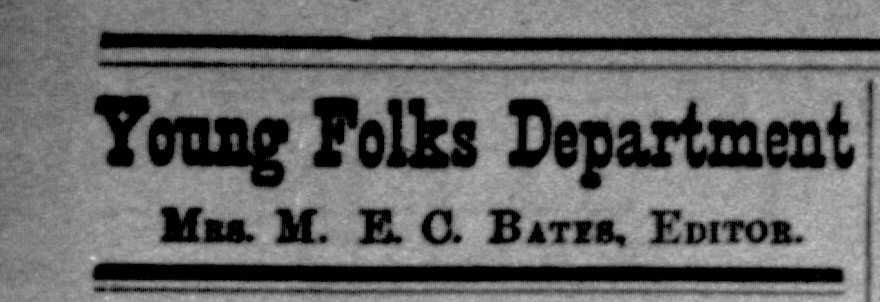 Young Folks Department
Mrs. M. E. C. Bates, Editor.